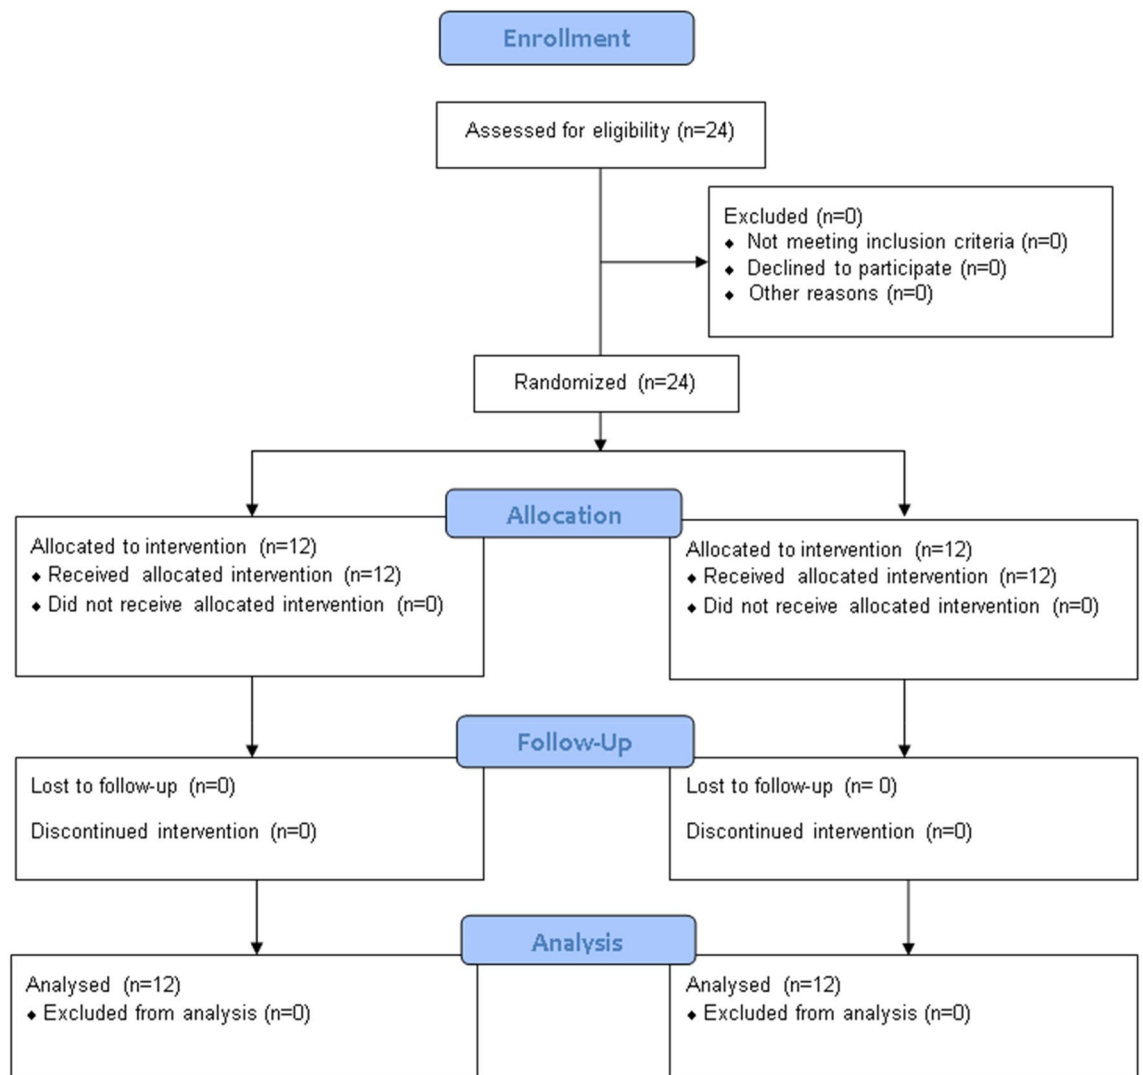 Enrollment
Assessed for eligibility (n=24)
Excluded (n=0)
◆ Not meeting inclusion criteria (n=0)
◆ Declined to participate (n=0)
◆ Other reasons (n=0)
Randomized (n=24)
Allocation
Allocated to intervention (n=12)
◆ Received allocated intervention (n=12)
◆ Did not receive allocated intervention (n=0)
Allocated to intervention (n=12)
◆ Received allocated intervention (n=12)
◆ Did not receive allocated intervention (n=0)
Follow-Up
Lost to follow-up (n=0)
Discontinued intervention (n=0)
Lost to follow-up (n= 0)
Discontinued intervention (n=0)
Analysis
Analysed (n=12)
◆ Excluded from analysis (n=0)
Analysed (n=12)
◆ Excluded from analysis (n=0)